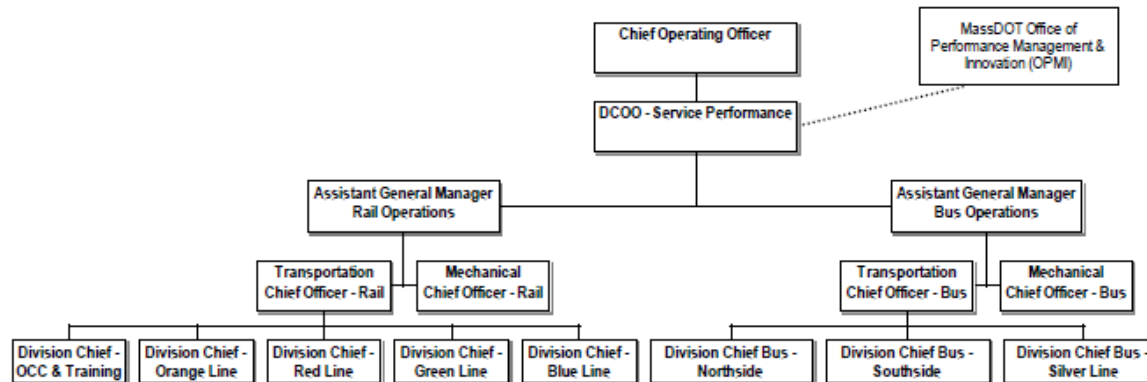 Chief Operating Officer
MassDOT Office of
Performance Management &
Innovation (OPMI)
DCOO - Service Performance
Assistant General Manager
Rail Operations
Assistant General Manager
Bus Operations
Transportation
Chief Officer - Rail
Mechanical
Chief Officer - Rail
Transportation
Chief Officer - Bus
Mechanical
Chief Officer - Bus
Division Chief -
OCC & Training
Division Chief -
Orange Line
Division Chief -
Red Line
Division Chief -
Green Line
Division Chief -
Blue Line
Division Chief Bus -
Northside
Division Chief Bus -
Southside
Division Chief Bus -
Silver Line